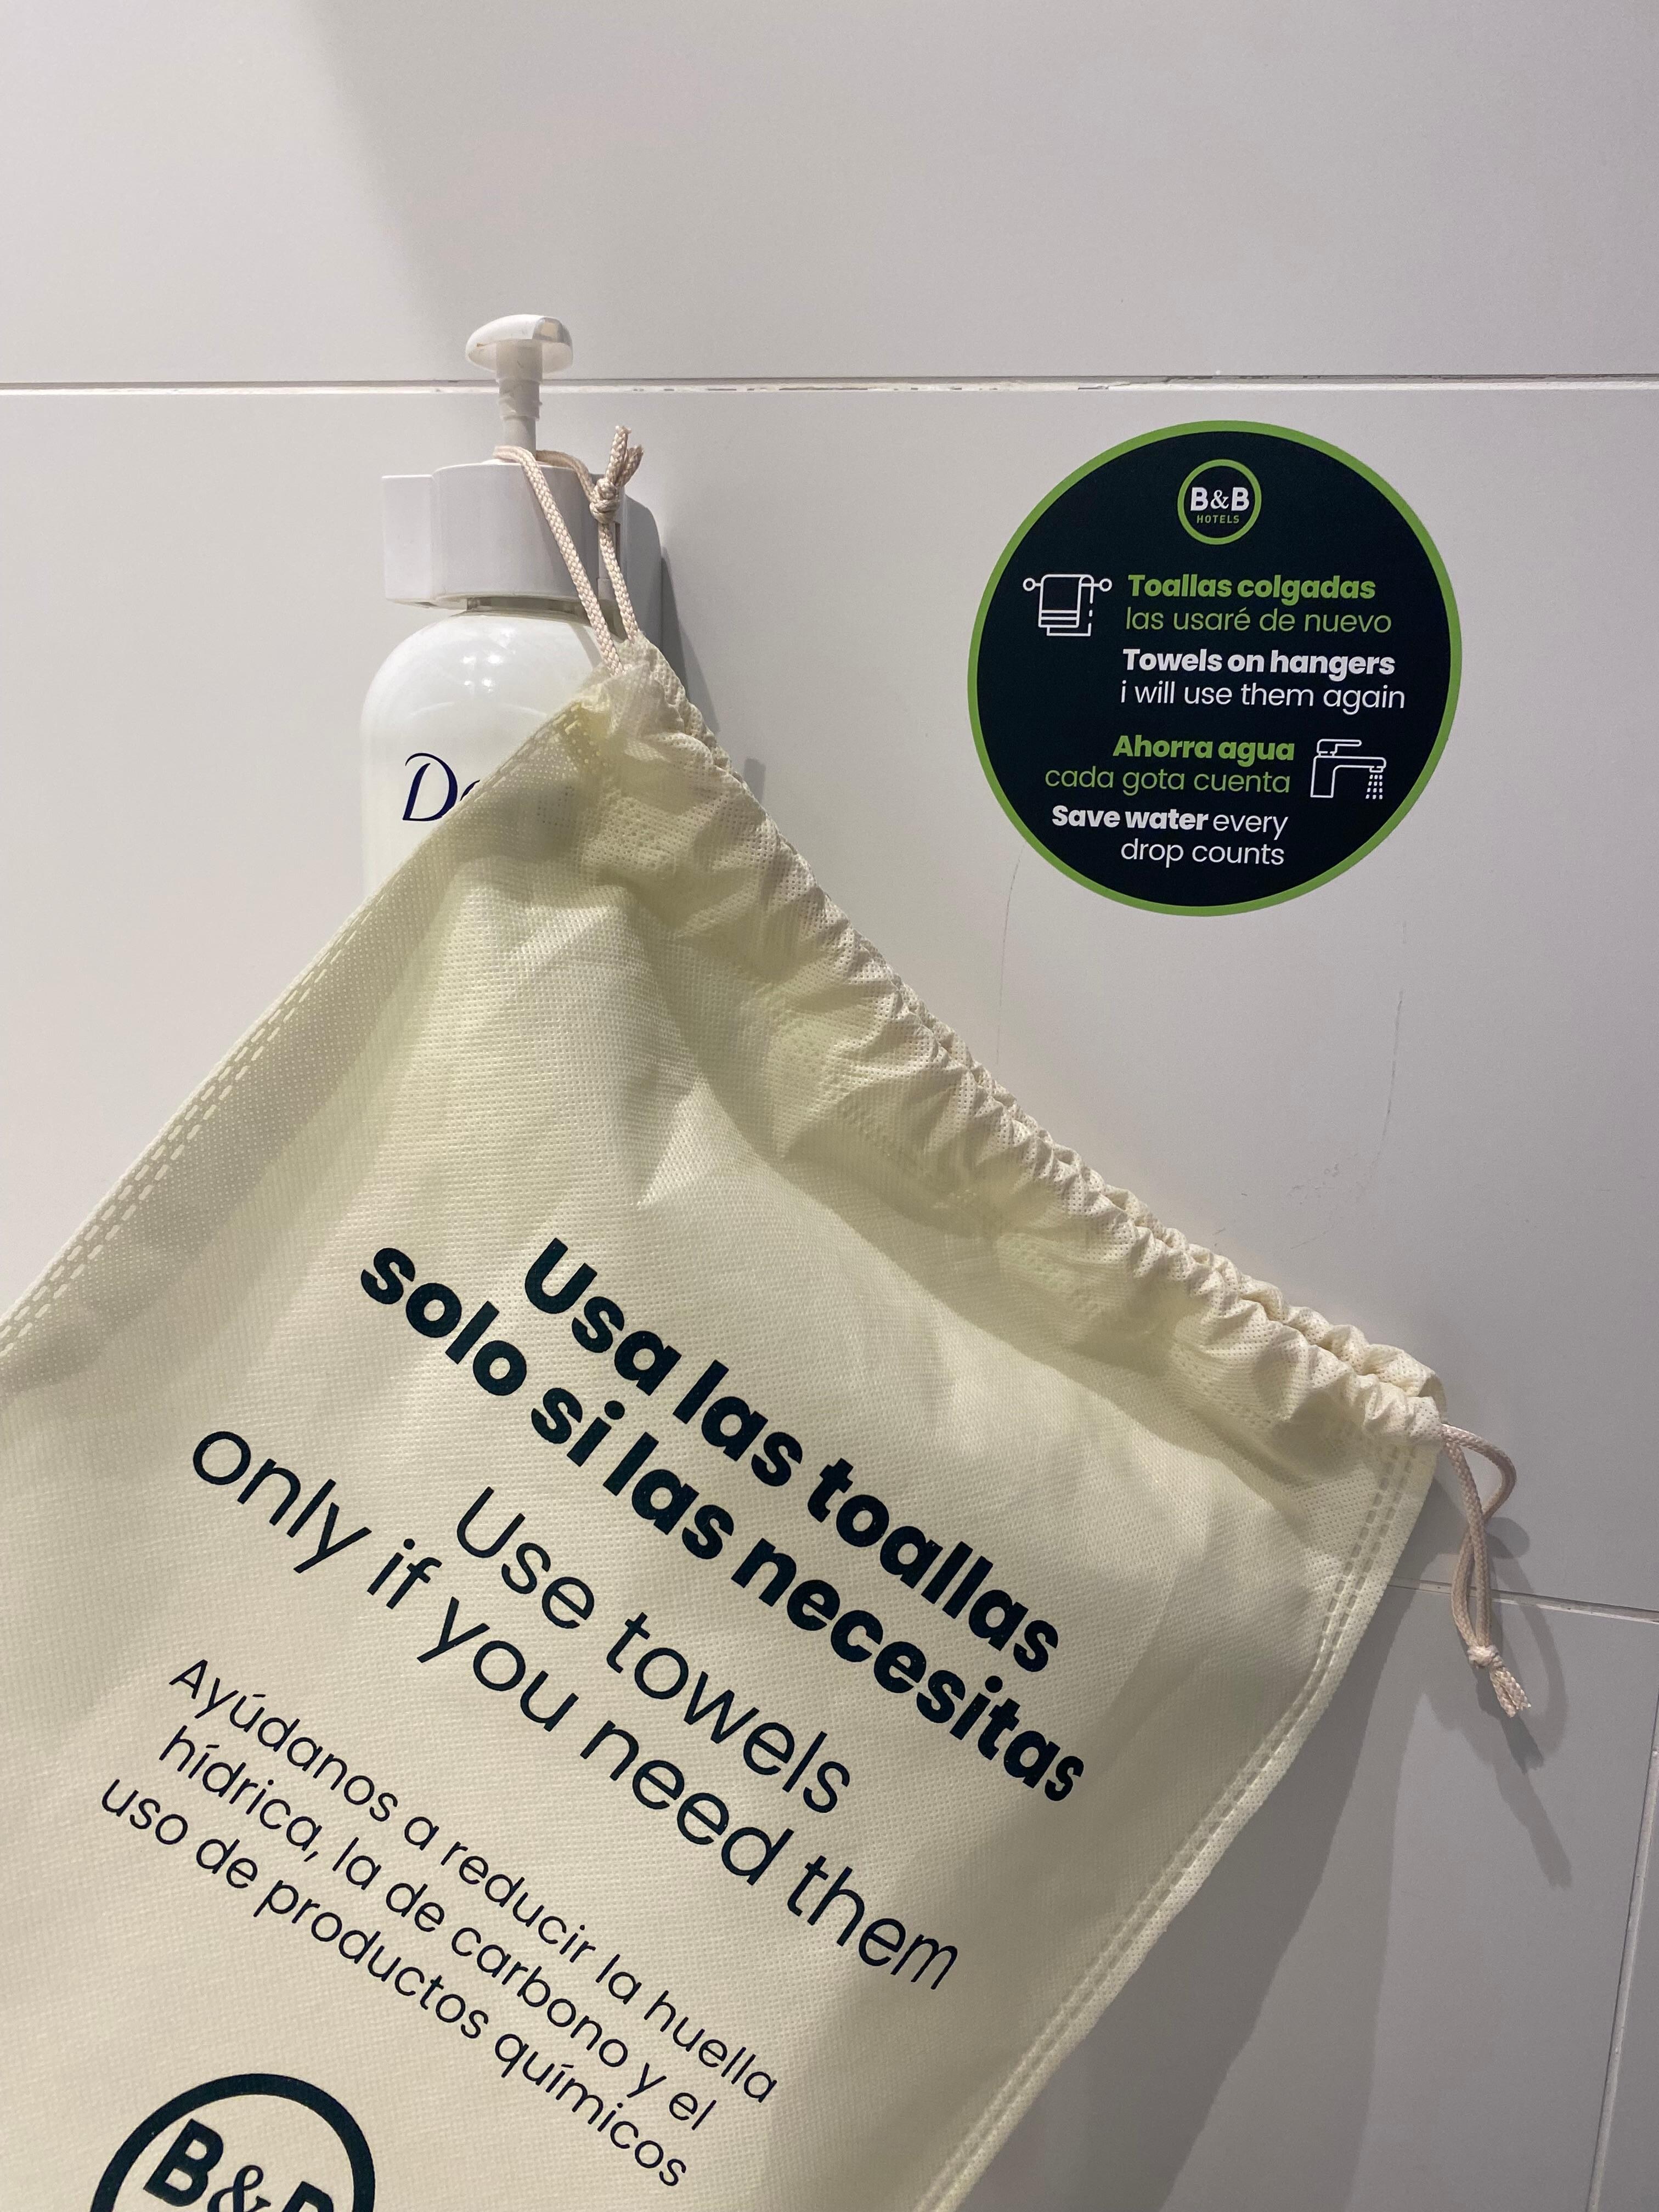 B&B
HOTELS
Toallas colgadas
las usaré de nuevo
Towels on hangers
i will use them again
Ahorra agua
cada gota cuenta
Save water every
drop counts
Usa las toallas
solo si las necesitas
Use towels
only if you need them
Ayúdanos a reducir la huella
hídrica, la de carbono y el
uso de productos químicos
B&B